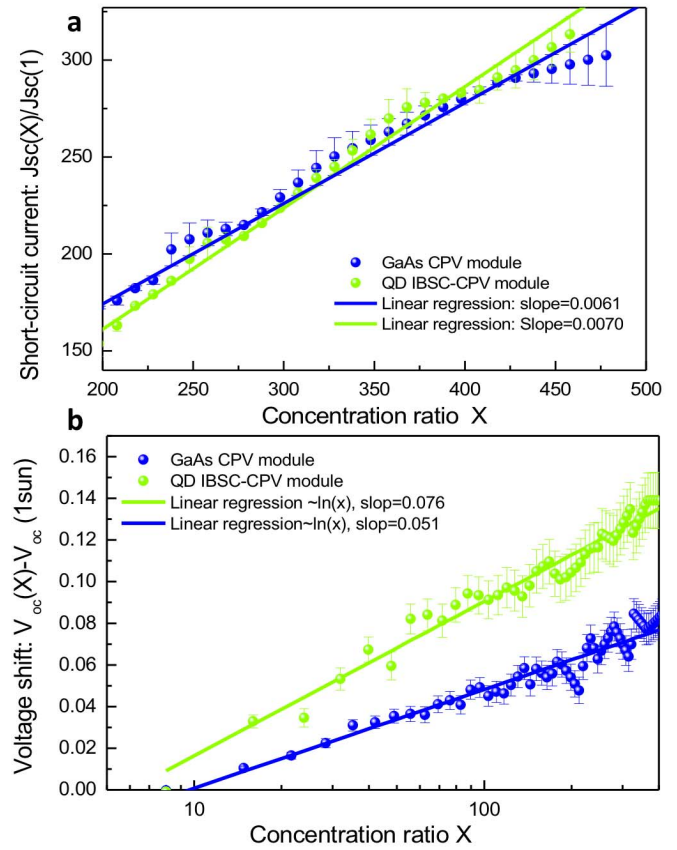 a
Short-circuit current: Jsc(X)/Jsc(1)
300
250
200
150
GaAs CPV module
QD IBSC-CPV module
Linear regression: slope=0.0061
Linear regression: Slope=0.0070
200 250 300 350 400 450 500
Concentration ratio X
b
Voltage shift: Voc(X)-Voc (1sun)
0.16
0.14
0.12
0.10
0.08
0.06
0.04
0.02
0.00
GaAs CPV module
QD IBSC-CPV module
Linear regression ~ln(x), slop=0.076
Linear regression~ln(x), slop=0.051
10 100
Concentration ratio X